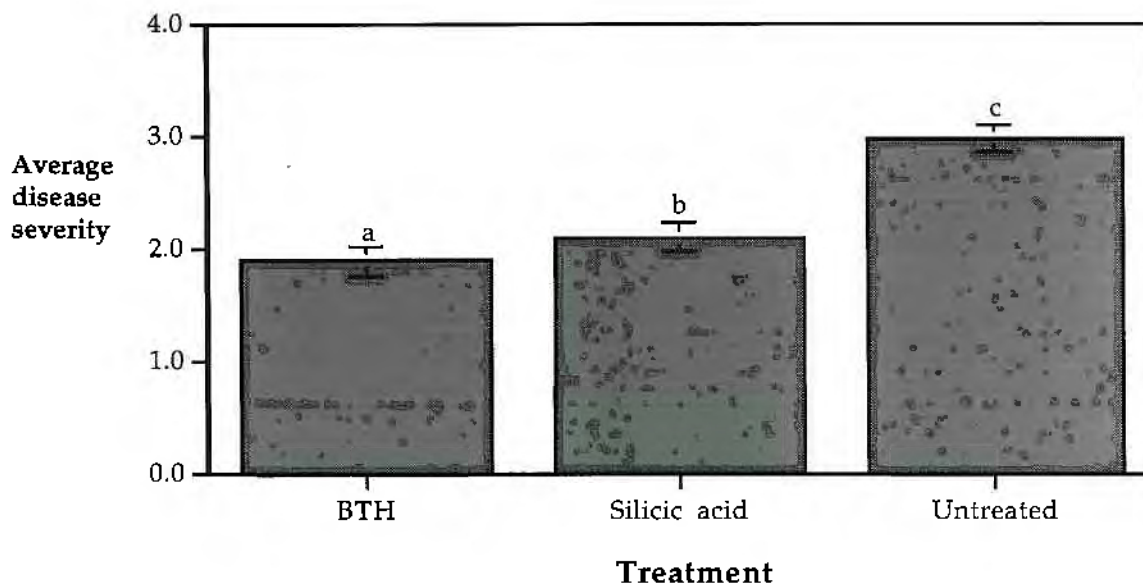 4.0
3.0
2.0
1.0
0.0
Average
disease
severity
a
b
c
BTH
Silicic acid
Untreated
Treatment